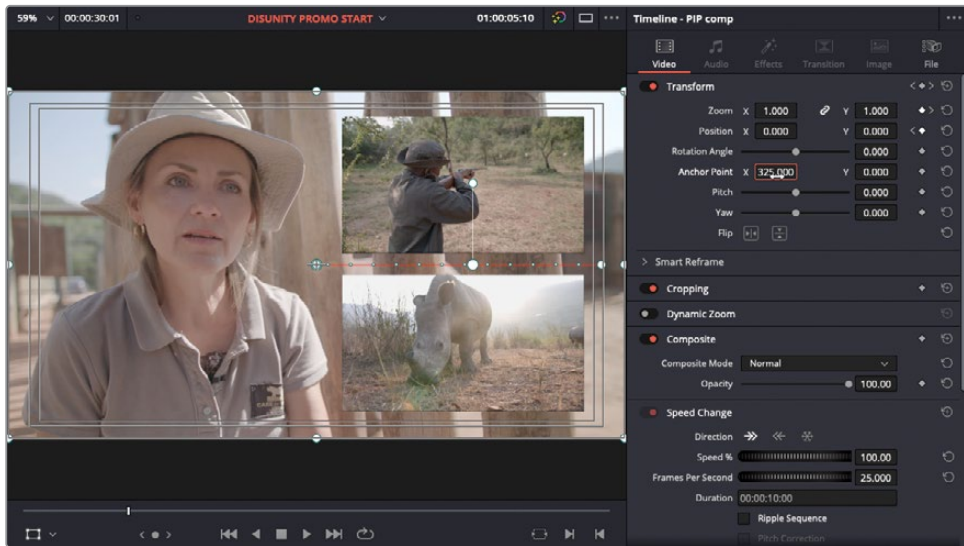 59% 00:00:30:01 DISUNITY PROMO START 01:00:05:10
Timeline - PIP comp
Video Audio Effects Transition Image File
Transform
Zoom X 1.000 Y 1.000
Position X 0.000 Y 0.000
Rotation Angle 0.000
Anchor Point X 325.000 Y 0.000
Pitch 0.000
Yaw 0.000
Flip
Smart Reframe
Cropping
Dynamic Zoom
Composite
Composite Mode Normal
Opacity 100.00
Speed Change
Direction
Speed % 100.00
Frames Per Second 25.000
Duration 00:00:10:00
Ripple Sequence
Pitch Correction